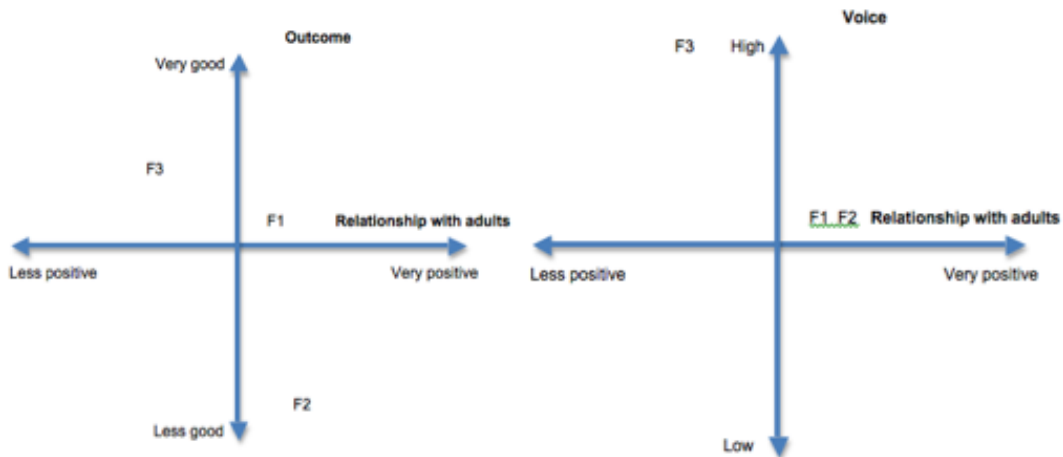 Outcome
Very good
F3
F1
Relationship with adults
Less positive
Very positive
F2
Less good
Voice
F3
High
F1 F2
Relationship with adults
Less positive
Very positive
Low